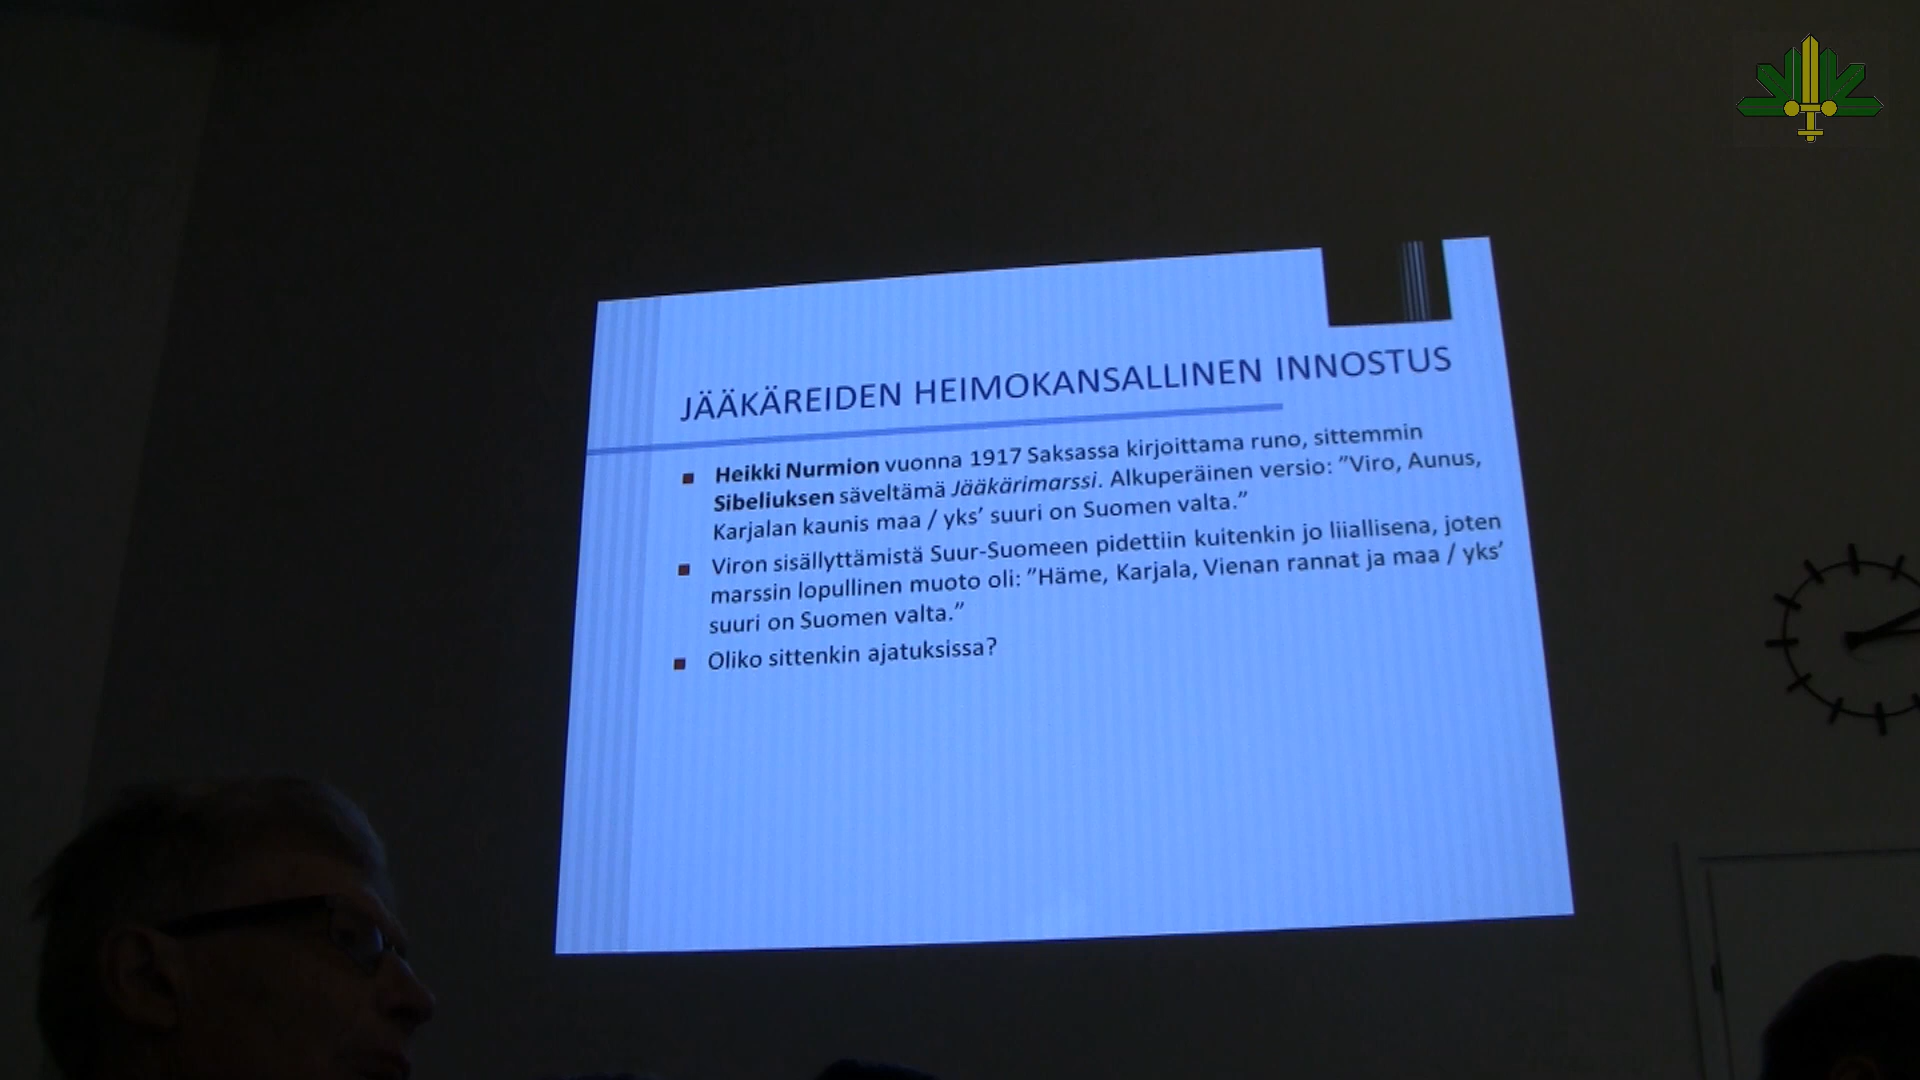 JÄÄKÄREIDEN HEIMOKANSALLINEN INNOSTUS
Heikki Nurmion vuonna 1917 Saksassa kirjoittama runo, sittemmin
Sibeliuksen säveltämä Jääkärimarssi. Alkuperäinen versio: ”Viro, Aunus,
Karjalan kaunis maa / yks’ suuri on Suomen valta.”
Viron sisällyttämistä Suur-Suomeen pidettiin kuitenkin jo liiallisena, joten
marssin lopullinen muoto oli: ”Häme, Karjala, Vienan rannat ja maa / yks’
suuri on Suomen valta.”
Oliko sittenkin ajatuksissa?